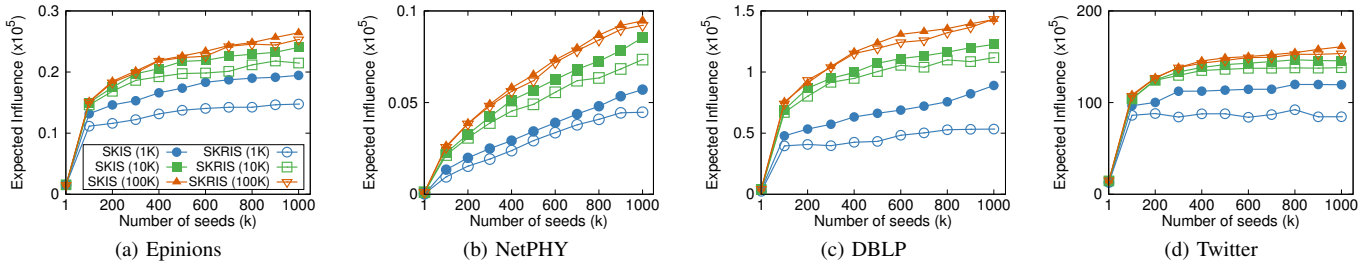 Expected Influence (x10⁵)
0.3
0.2
0.1
0
SKIS (1K) SKRIS (1K)
SKIS (10K) SKRIS (10K)
SKIS (100K) SKRIS (100K)
1 200 400 600 800 1000
Number of seeds (k)
(a) Epinions
Expected Influence (x10⁵)
0.1
0.05
0
1 200 400 600 800 1000
Number of seeds (k)
(b) NetPHY
Expected Influence (x10⁵)
1.5
1
0.5
0
1 200 400 600 800 1000
Number of seeds (k)
(c) DBLP
Expected Influence (x10⁵)
200
100
0
1 200 400 600 800 1000
Number of seeds (k)
(d) Twitter